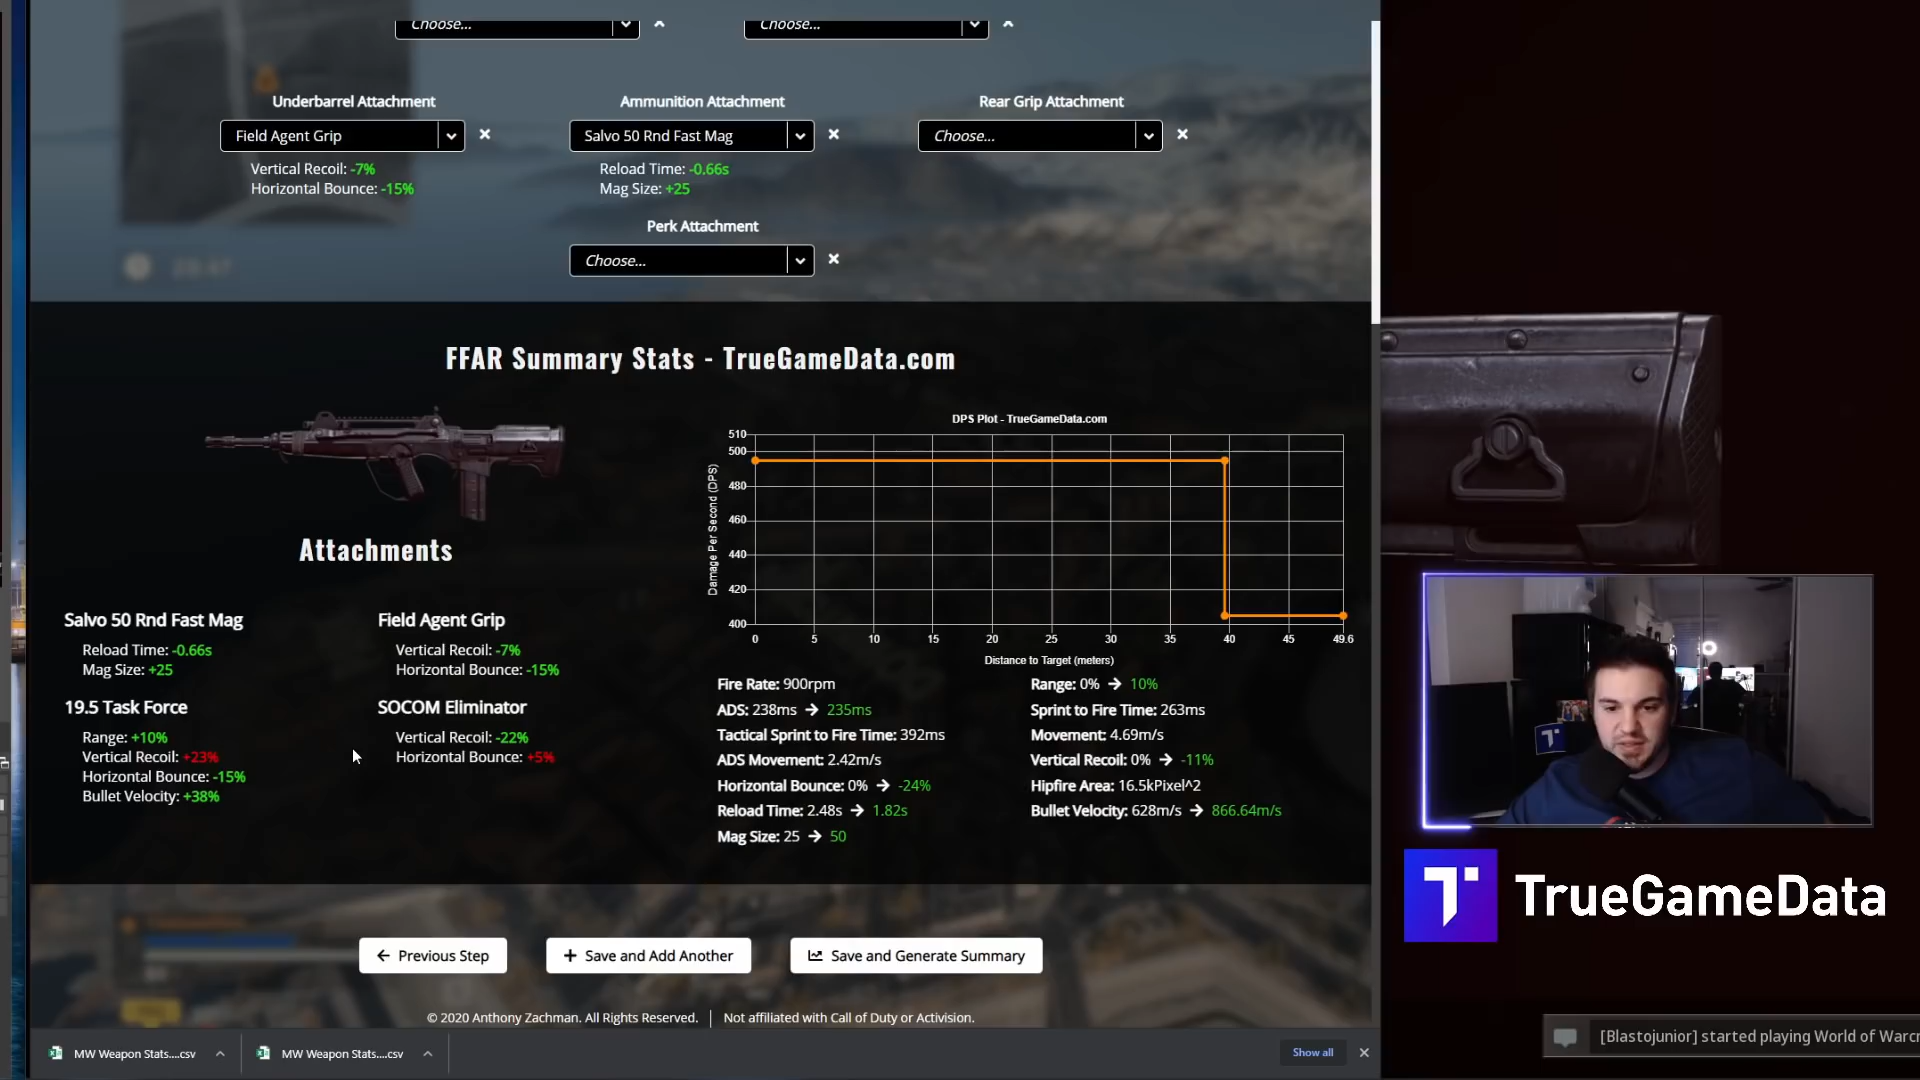 Choose...
Choose...
Underbarrel Attachment
Ammunition Attachment
Rear Grip Attachment
Field Agent Grip
Salvo 50 Rnd Fast Mag
Choose...
Vertical Recoil: -7%
Horizontal Bounce: -15%
Reload Time: -0.66s
Mag Size: +25
Perk Attachment
Choose...
FFAR Summary Stats - TrueGameData.com
Attachments
Salvo 50 Rnd Fast Mag
Reload Time: -0.66s
Mag Size: +25
Field Agent Grip
Vertical Recoil: -7%
Horizontal Bounce: -15%
19.5 Task Force
Range: +10%
Vertical Recoil: +23%
Horizontal Bounce: -15%
Bullet Velocity: +38%
SOCOM Eliminator
Vertical Recoil: -22%
Horizontal Bounce: +5%
DPS Plot - TrueGameData.com
Damage Per Second (DPS)
510
500
480
460
440
420
400
0 5 10 15 20 25 30 35 40 45 49.6
Distance to Target (meters)
Fire Rate: 900rpm
ADS: 238ms → 235ms
Tactical Sprint to Fire Time: 392ms
ADS Movement: 2.42m/s
Horizontal Bounce: 0% → -24%
Reload Time: 2.48s → 1.82s
Mag Size: 25 → 50
Range: 0% → 10%
Sprint to Fire Time: 263ms
Movement: 4.69m/s
Vertical Recoil: 0% → -11%
Hipfire Area: 16.5kPixel^2
Bullet Velocity: 628m/s → 866.64m/s
Previous Step
Save and Add Another
Save and Generate Summary
© 2020 Anthony Zachman. All Rights Reserved. | Not affiliated with Call of Duty or Activision.
MW Weapon Stats....csv
MW Weapon Stats....csv
Show all
TrueGameData
[Blastojunior] started playing World of Warcr